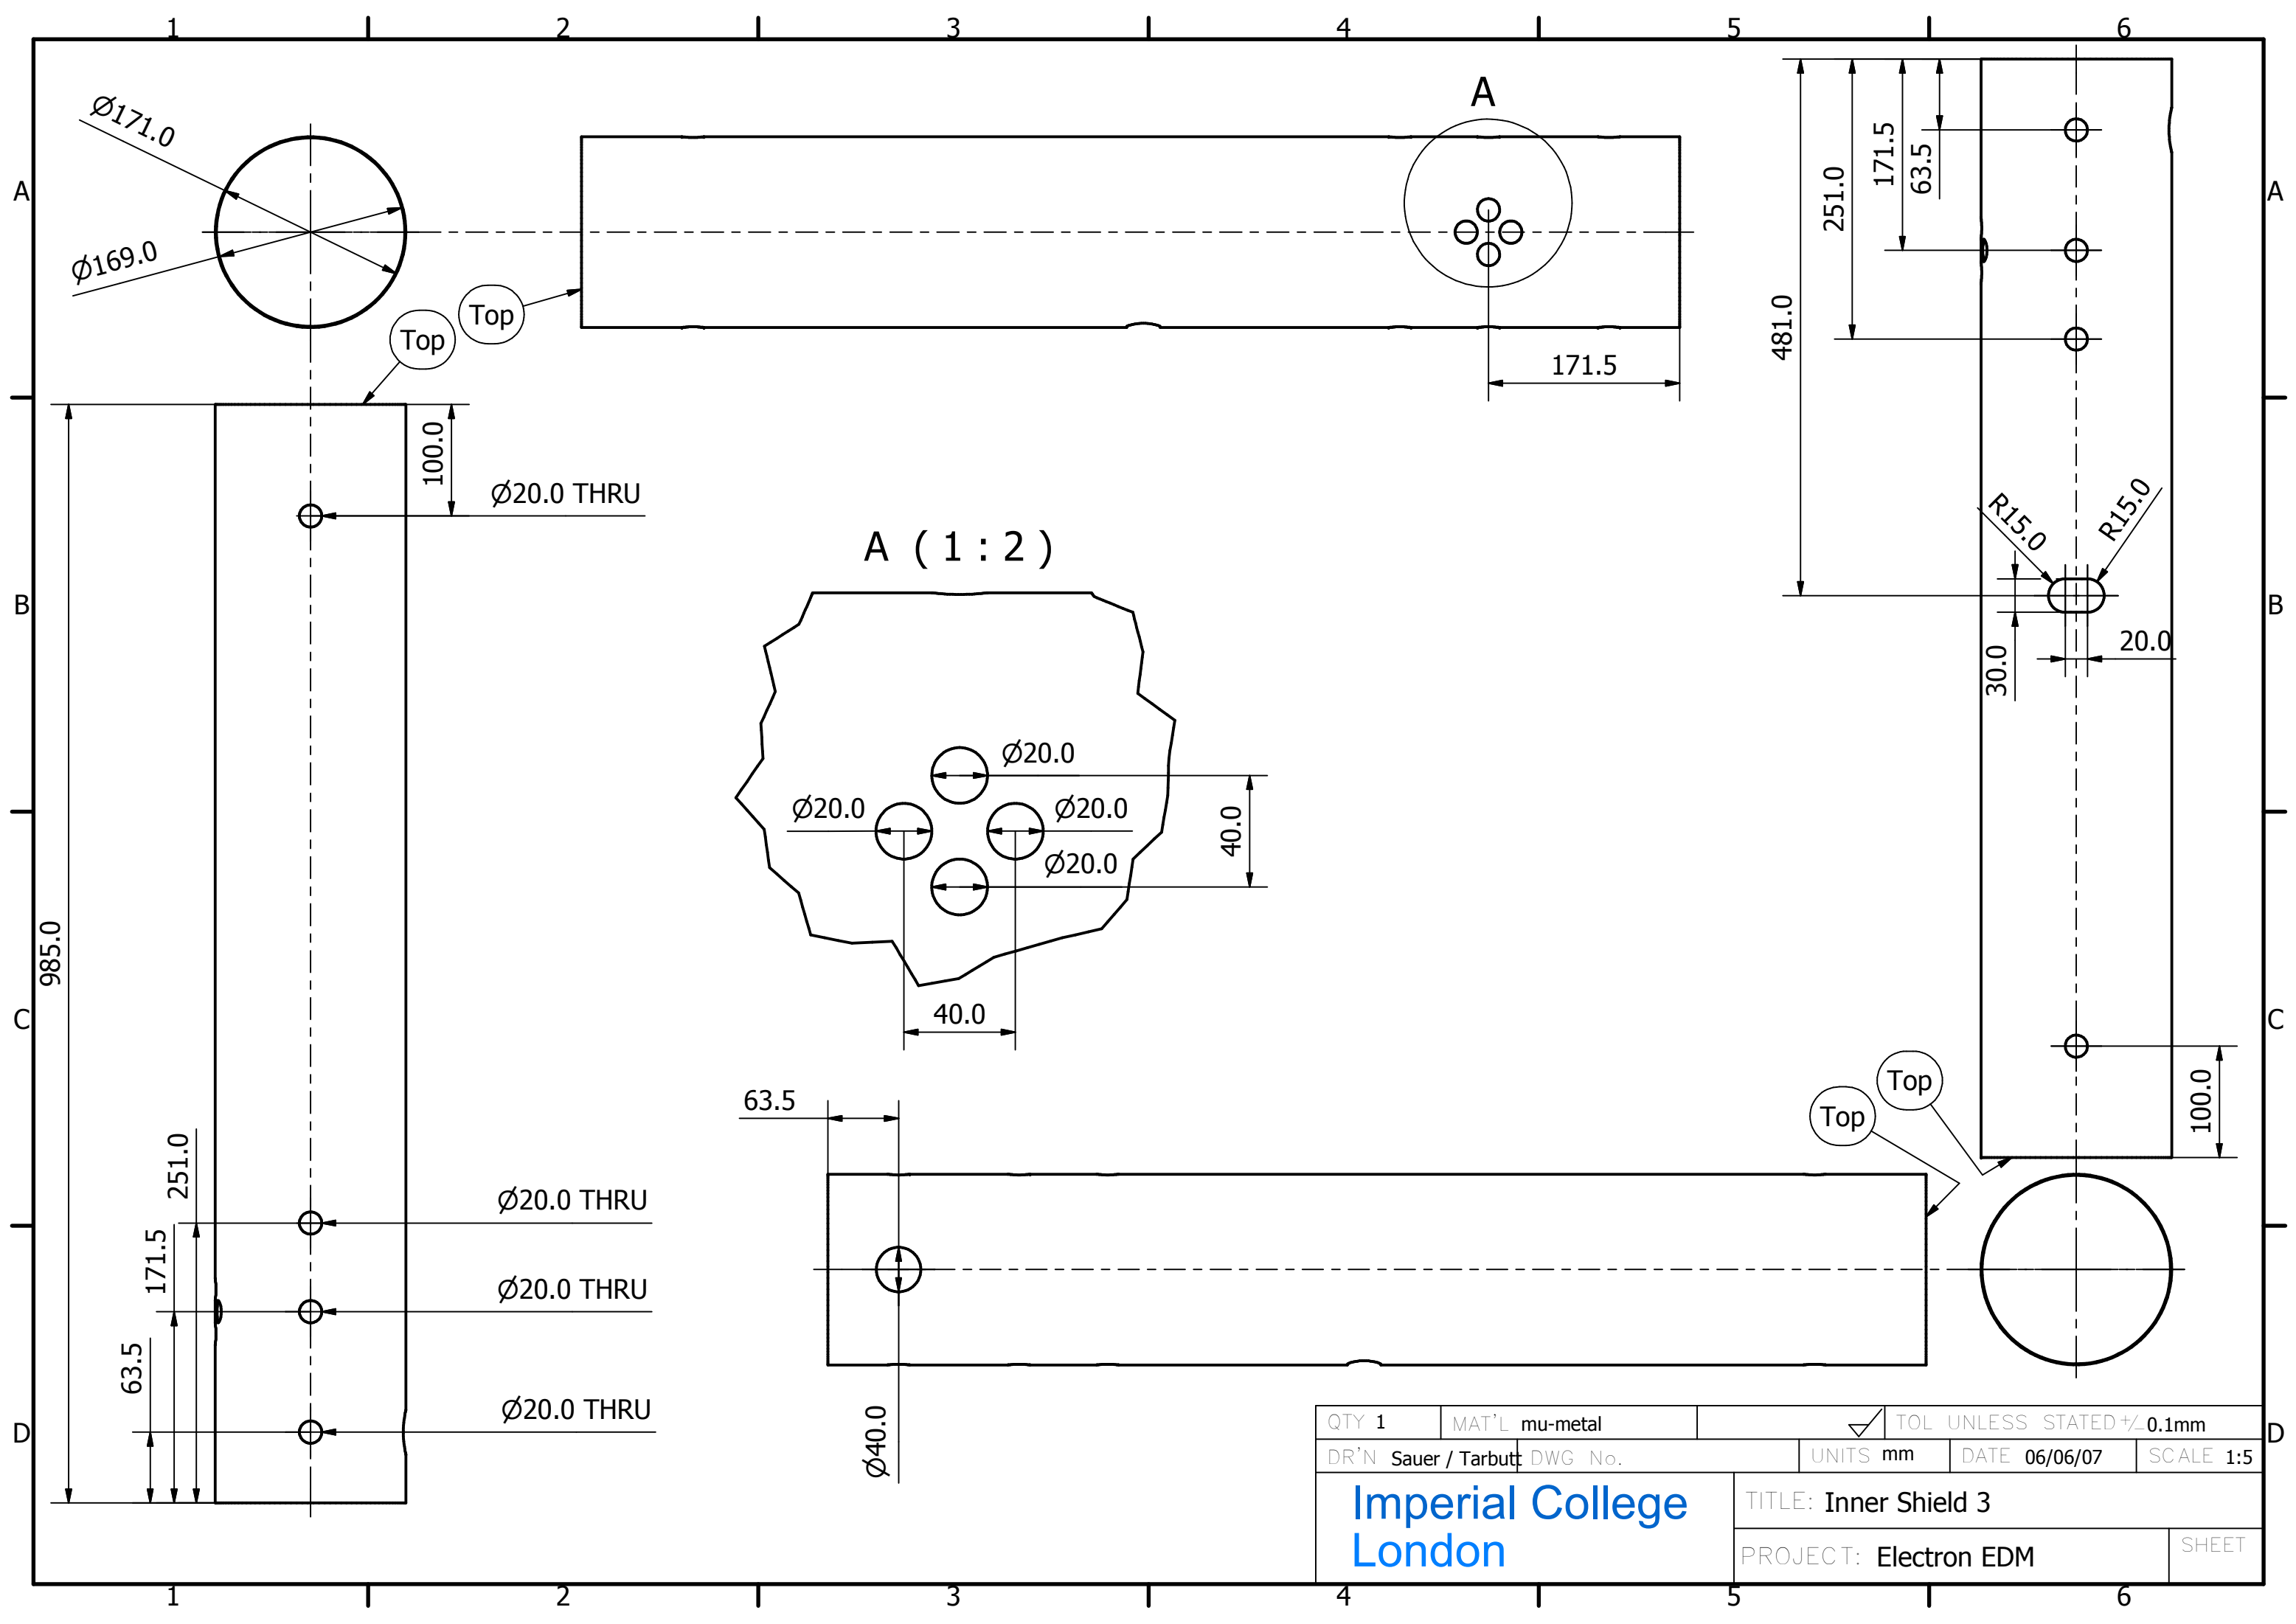 1 2 3 4 5 6
A
A
Ø171.0
Ø169.0
Top
Top
A
171.5
481.0
251.0
171.5
63.5
985.0
100.0
Ø20.0 THRU
A ( 1 : 2 )
B
B
R15.0
R15.0
30.0
20.0
Ø20.0
Ø20.0
Ø20.0
Ø20.0
40.0
40.0
C
C
251.0
171.5
63.5
Ø20.0 THRU
Ø20.0 THRU
Ø20.0 THRU
63.5
Ø40.0
Top
Top
100.0
D
D
QTY 1 MAT'L mu-metal TOL UNLESS STATED +/- 0.1mm
DR'N Sauer / Tarbutt DWG No. UNITS mm DATE 06/06/07 SCALE 1:5
Imperial College
London
TITLE: Inner Shield 3
PROJECT: Electron EDM SHEET
1 2 3 4 5 6